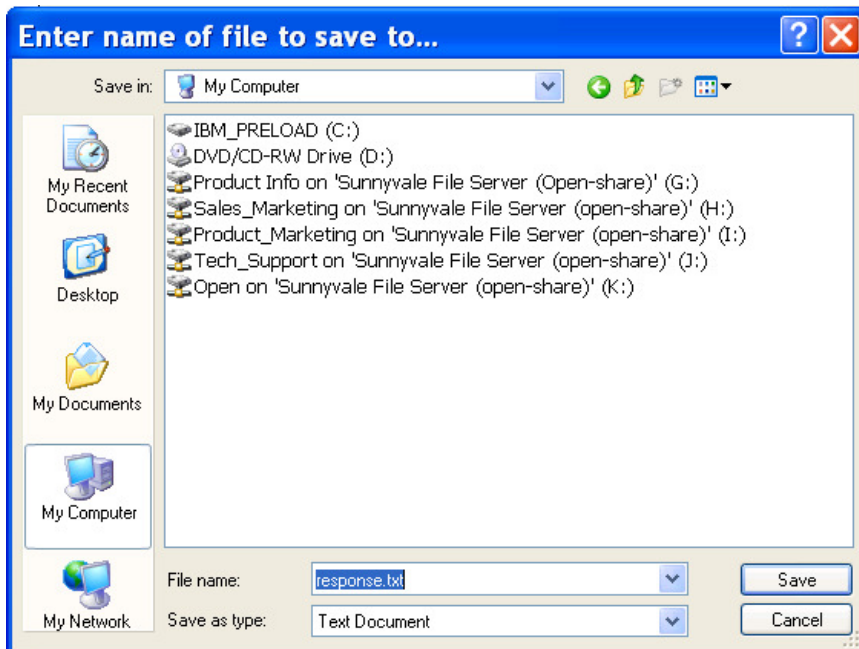 Enter name of file to save to...
Save in:
My Computer
My Recent
Documents
Desktop
My Documents
My Computer
My Network
IBM_PRELOAD (C:)
DVD/CD-RW Drive (D:)
Product Info on 'Sunnyvale File Server (Open-share)' (G:)
Sales_Marketing on 'Sunnyvale File Server (open-share)' (H:)
Product_Marketing on 'Sunnyvale File Server (open-share)' (I:)
Tech_Support on 'Sunnyvale File Server (open-share)' (J:)
Open on 'Sunnyvale File Server (open-share)' (K:)
File name:
response.txt
Save
Save as type:
Text Document
Cancel